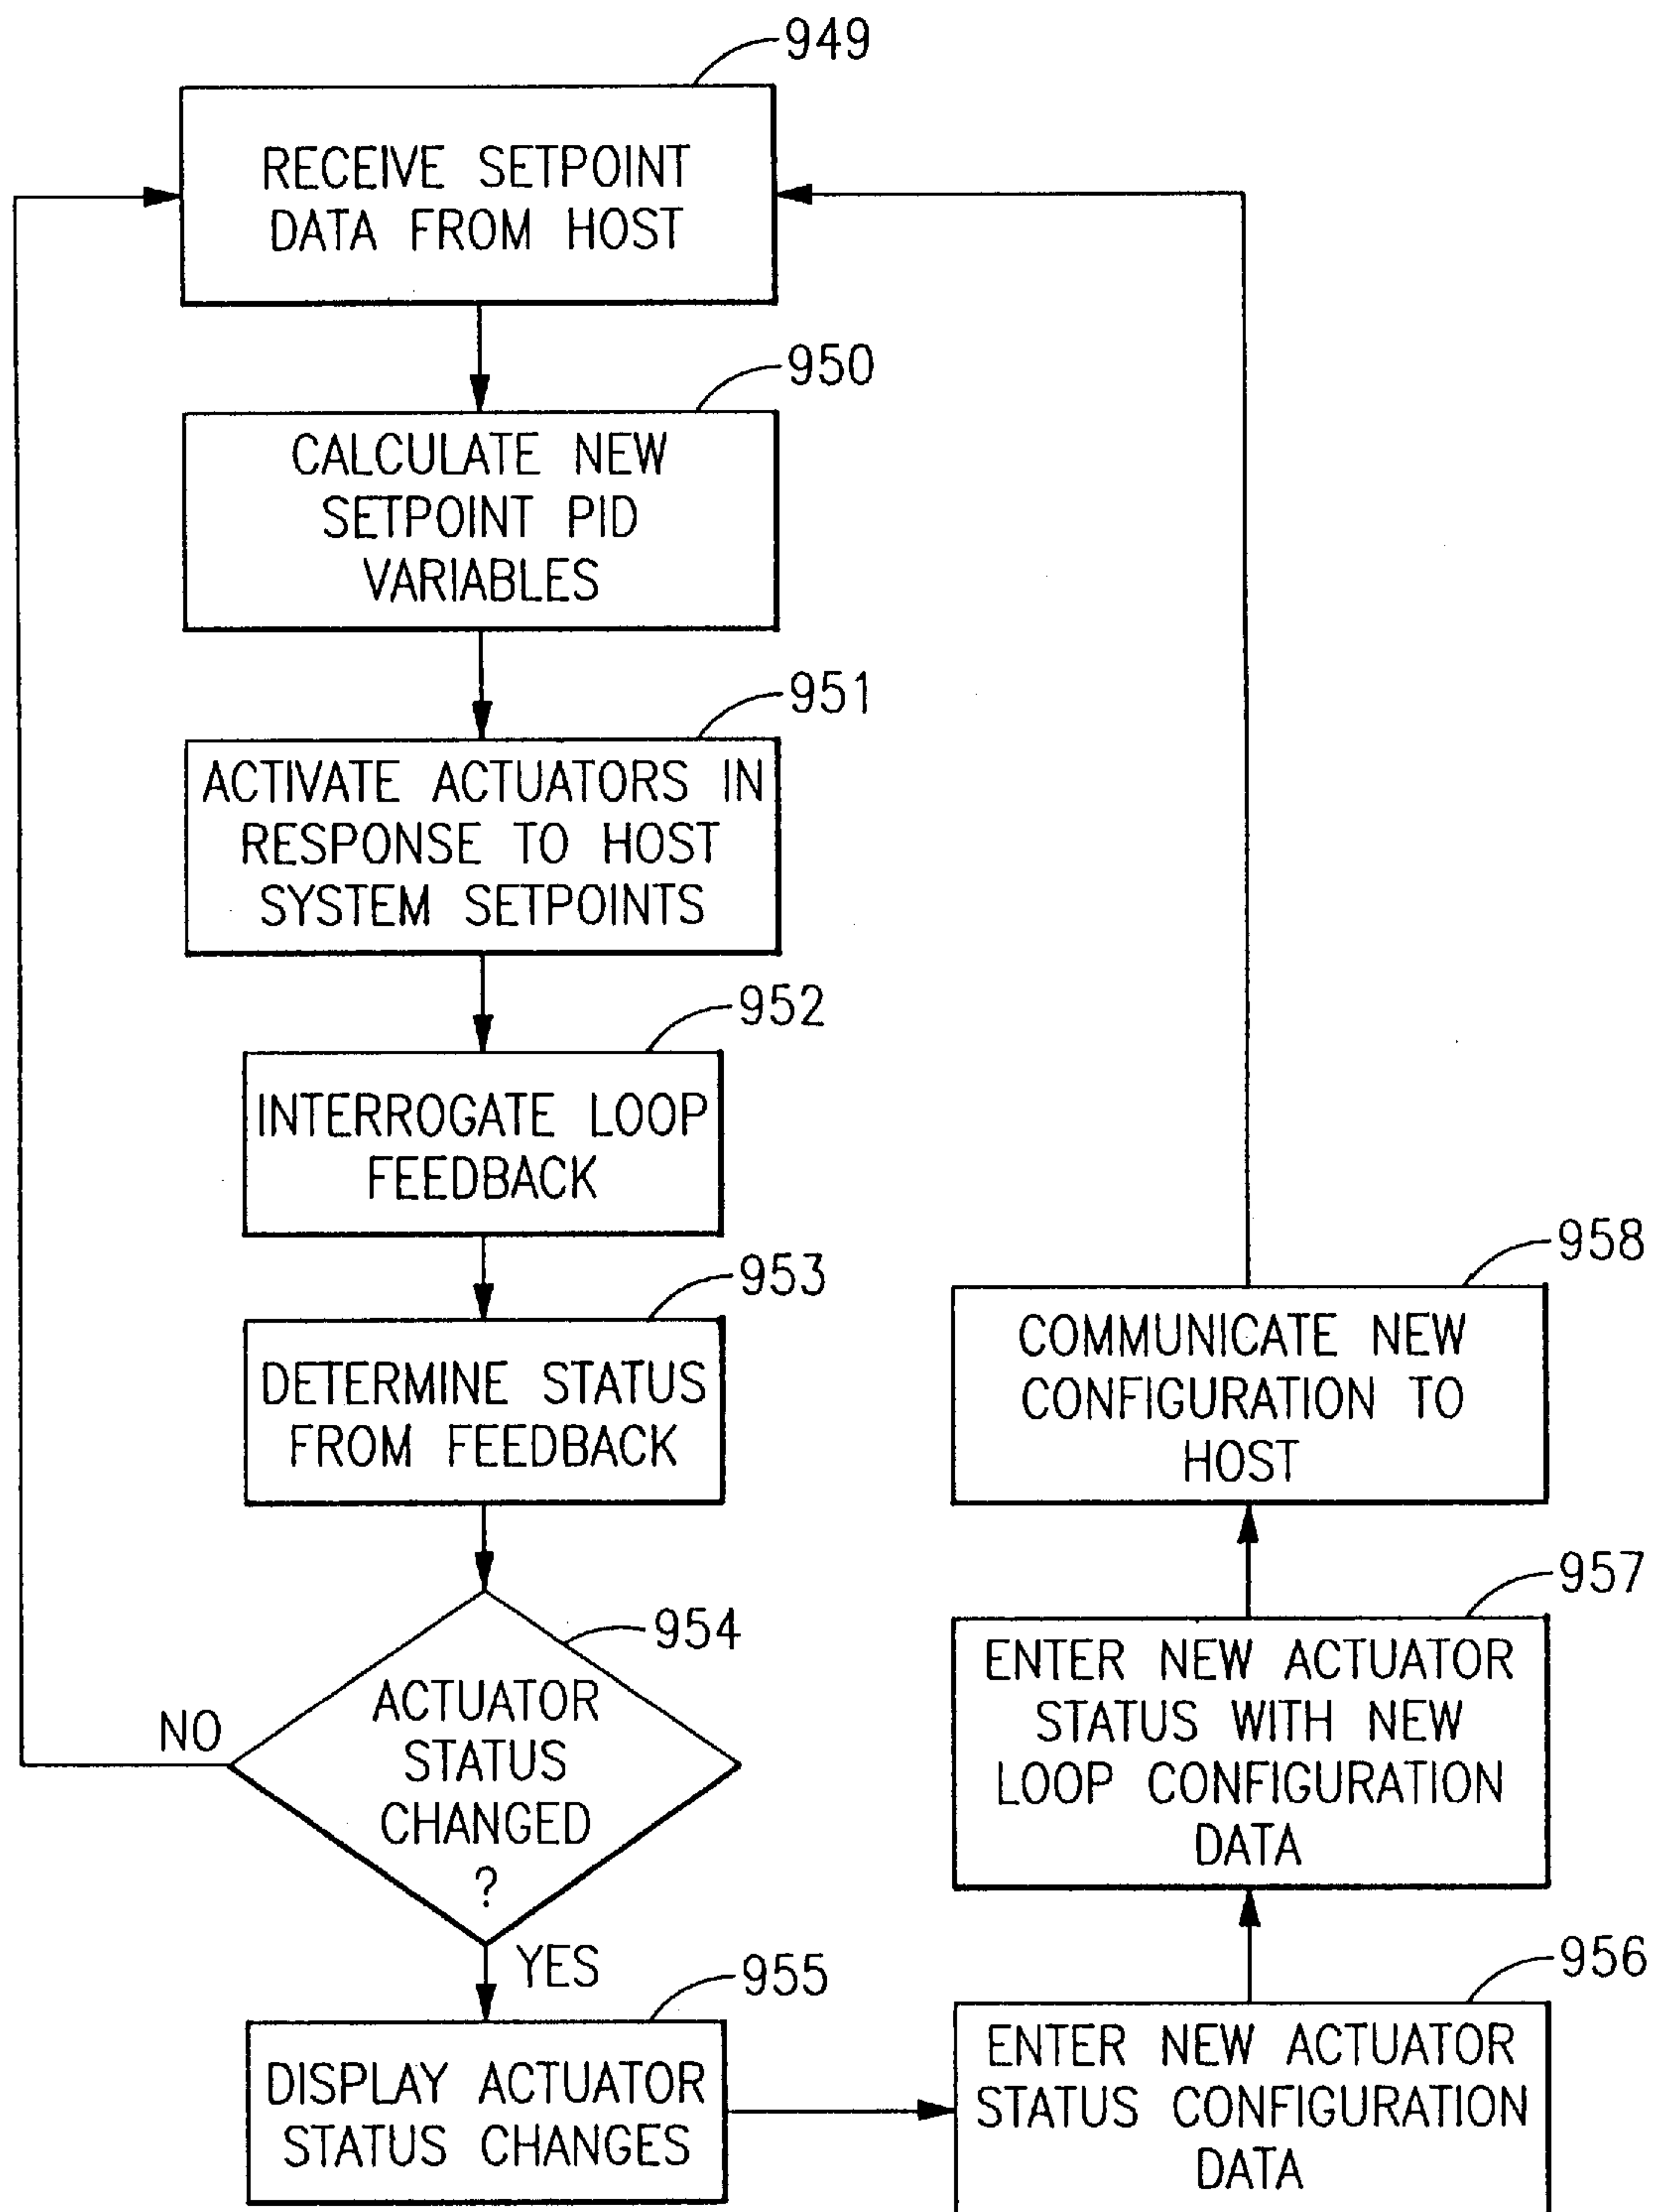 949
RECEIVE SETPOINT
DATA FROM HOST
950
CALCULATE NEW
SETPOINT PID
VARIABLES
951
ACTIVATE ACTUATORS IN
RESPONSE TO HOST
SYSTEM SETPOINTS
952
INTERROGATE LOOP
FEEDBACK
953
DETERMINE STATUS
FROM FEEDBACK
954
ACTUATOR
STATUS
CHANGED
?
NO
YES
955
DISPLAY ACTUATOR
STATUS CHANGES
956
ENTER NEW ACTUATOR
STATUS CONFIGURATION
DATA
957
ENTER NEW ACTUATOR
STATUS WITH NEW
LOOP CONFIGURATION
DATA
958
COMMUNICATE NEW
CONFIGURATION TO
HOST